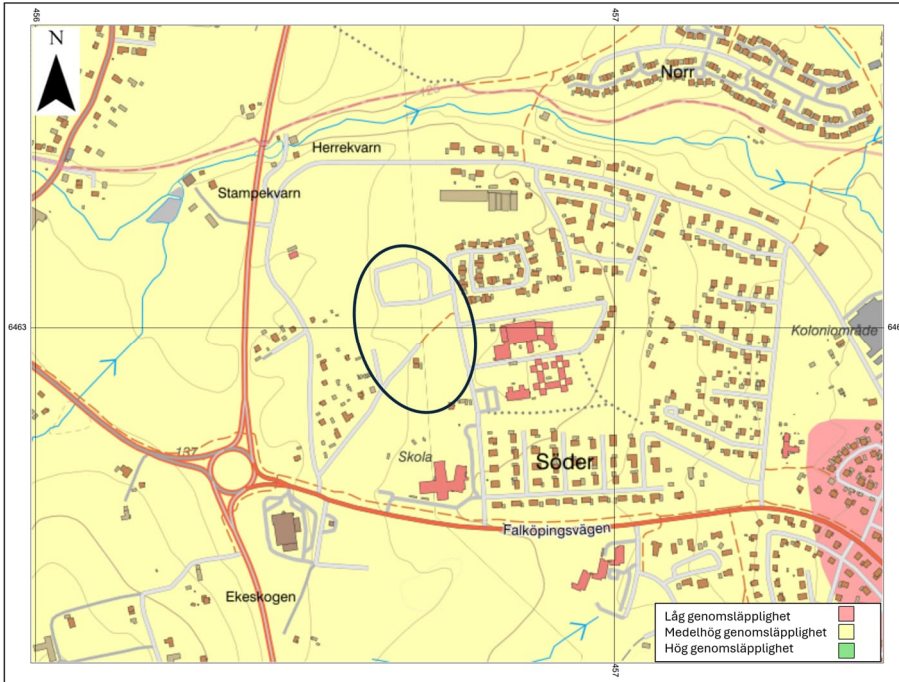 456
457
N
Norr
126
Herrekvarn
Stampekvarn
6463
646
Koloniområde
137
Skola
Söder
Falköpingsvägen
Ekeskogen
Låg genomsläpplighet
Medelhög genomsläpplighet
Hög genomsläpplighet
457